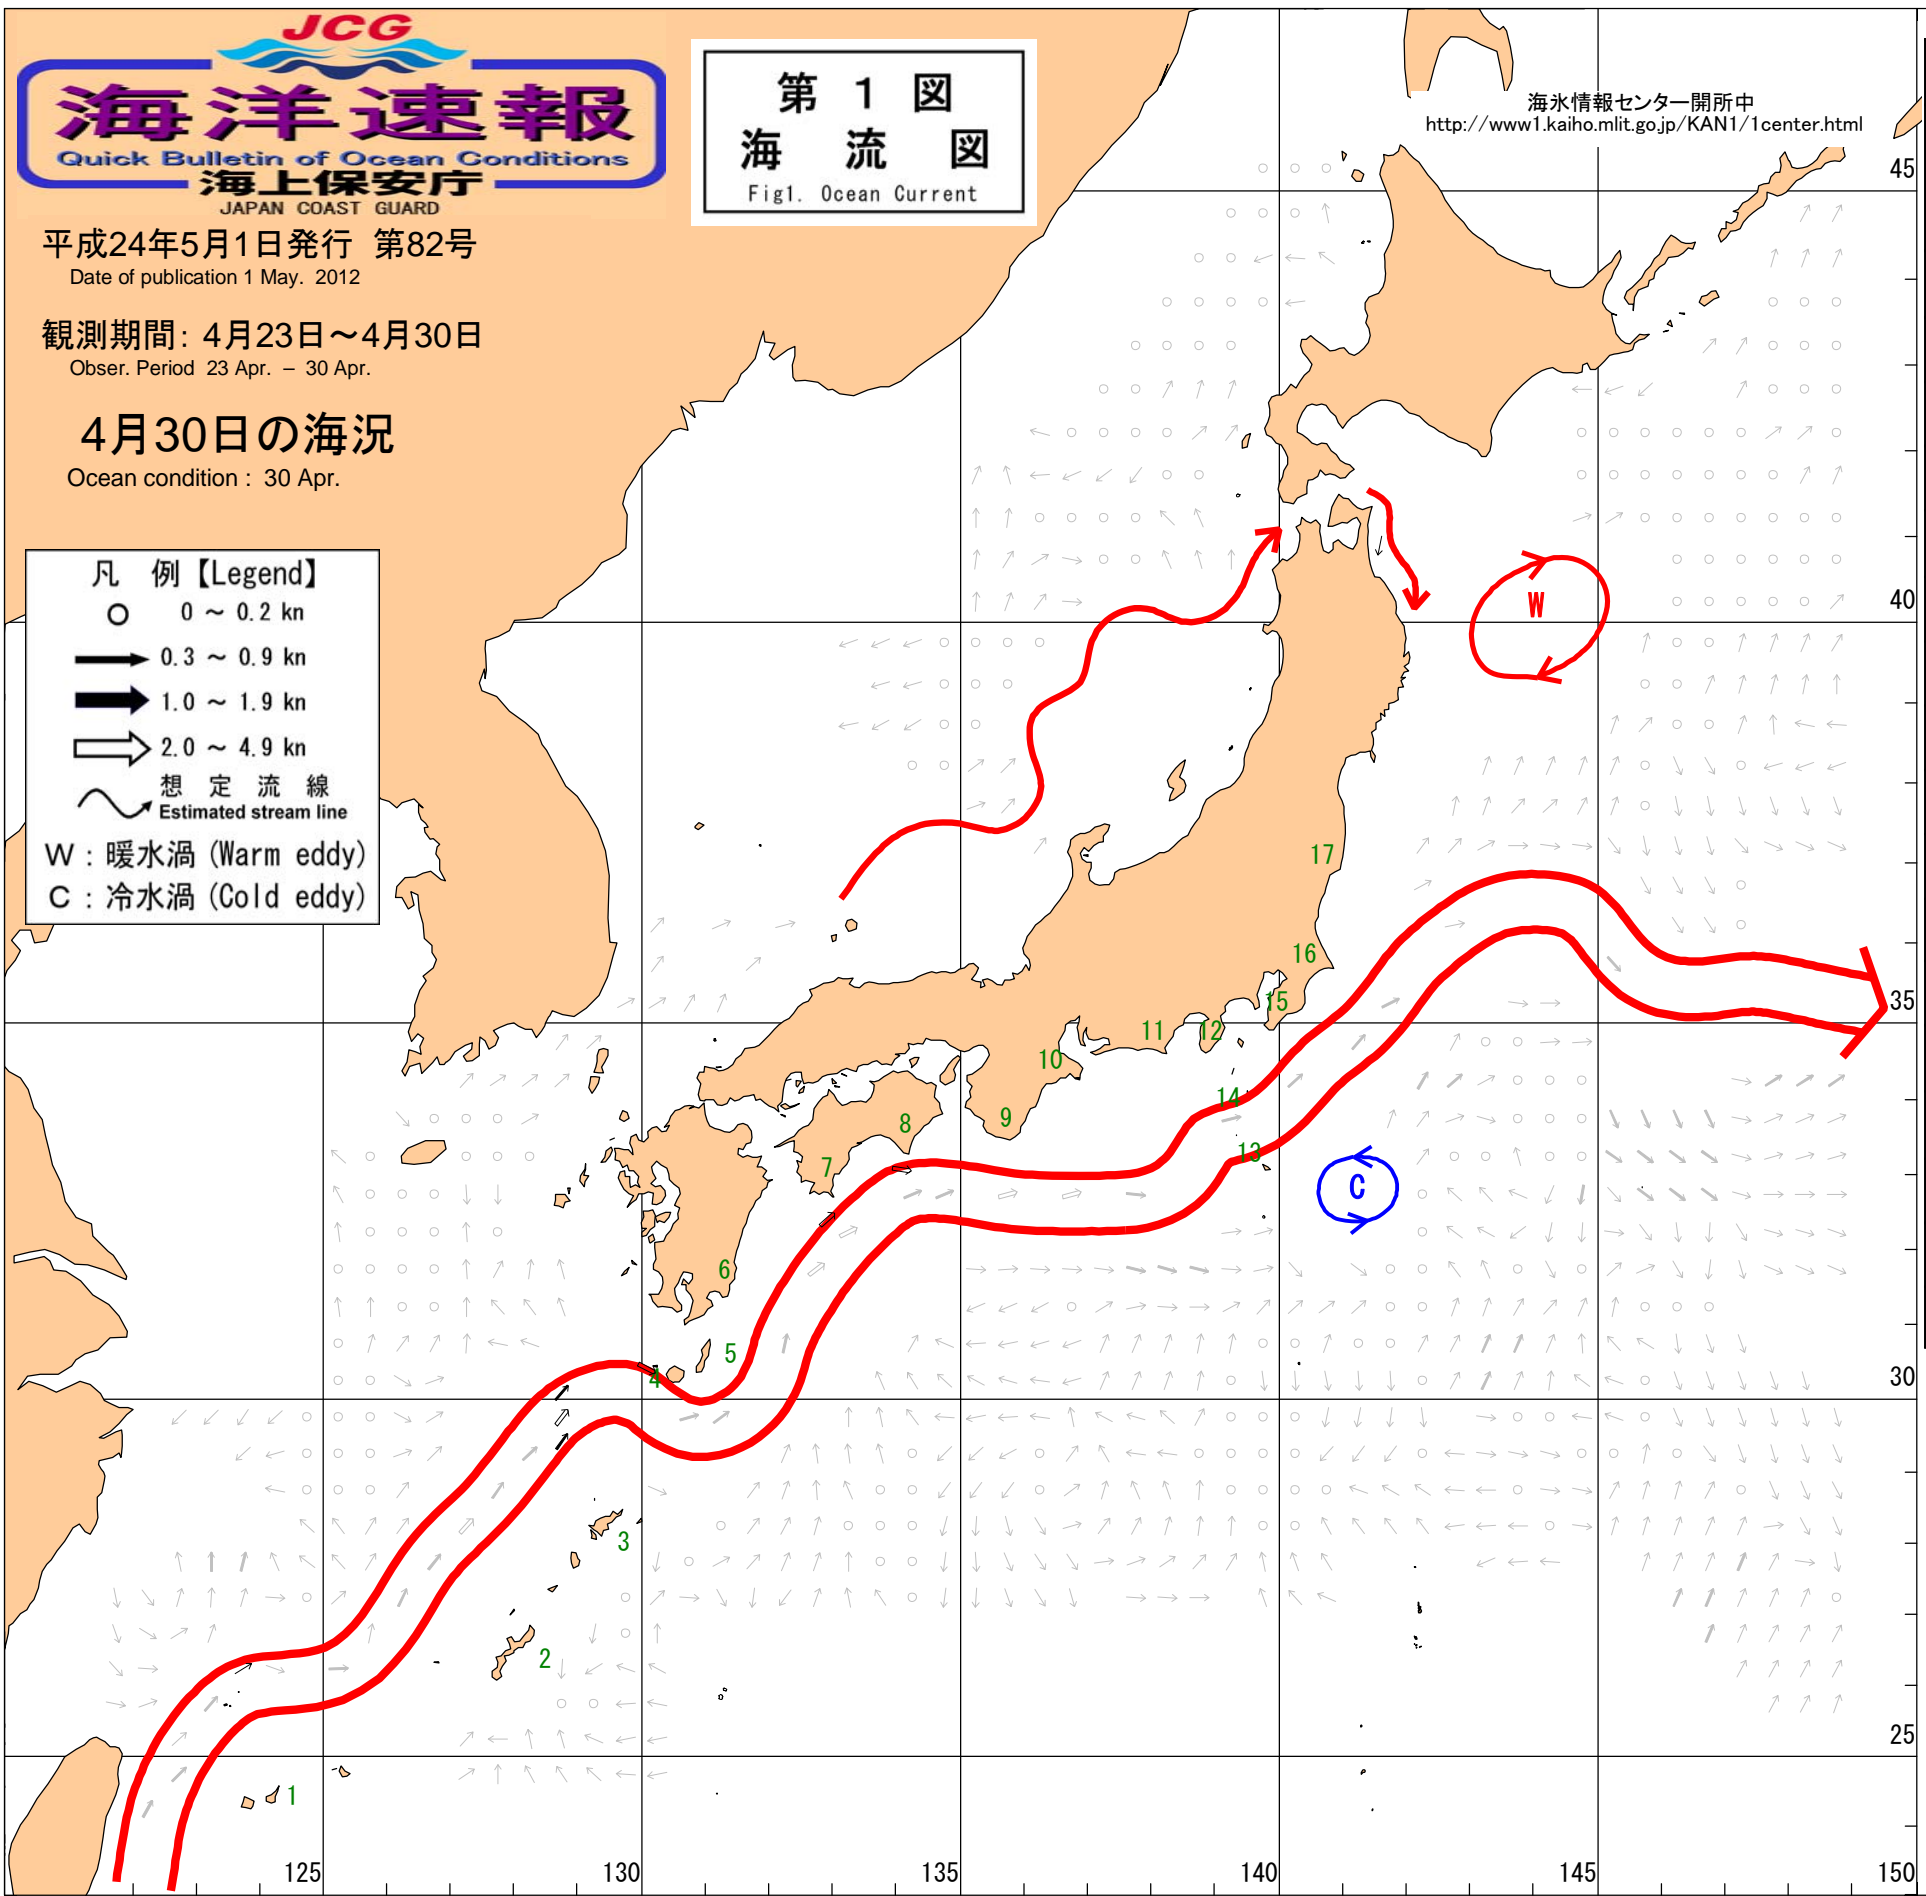 JCG
海洋速報
Quick Bulletin of Ocean Conditions
海上保安庁
JAPAN COAST GUARD
平成24年5月1日発行 第82号
Date of publication 1 May. 2012
観測期間: 4月23日～4月30日
Obser. Period 23 Apr. – 30 Apr.
4月30日の海況
Ocean condition : 30 Apr.
第 1 図
海 流 図
Fig1. Ocean Current
海氷情報センター開所中
http://www1.kaiho.mlit.go.jp/KAN1/1center.html
凡 例【Legend】
0 ～ 0.2 kn
0.3 ～ 0.9 kn
1.0 ～ 1.9 kn
2.0 ～ 4.9 kn
想 定 流 線
Estimated stream line
W : 暖水渦 (Warm eddy)
C : 冷水渦 (Cold eddy)
45
40
W
17
16
35
15
11
12
10
14
9
8
13
7
C
6
5
4
30
3
2
25
1
125
130
135
140
145
150